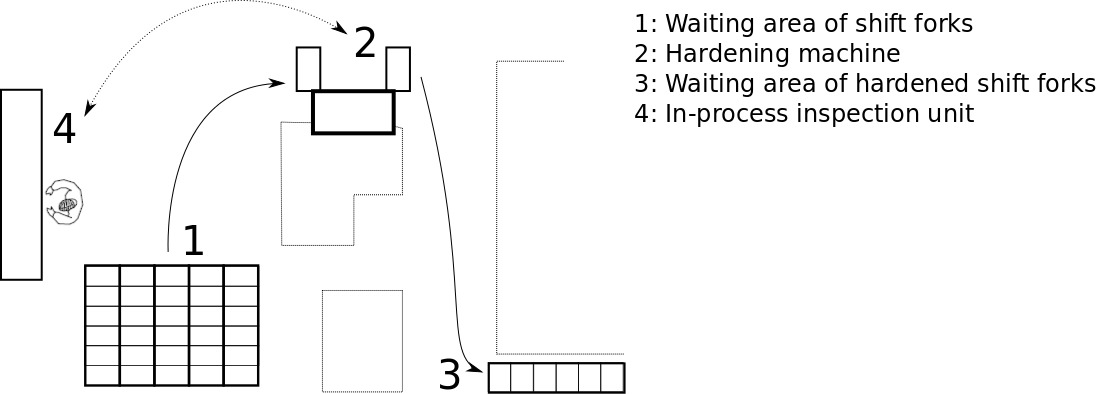 1: Waiting area of shift forks
2: Hardening machine
3: Waiting area of hardened shift forks
4: In-process inspection unit
2
4
1
3